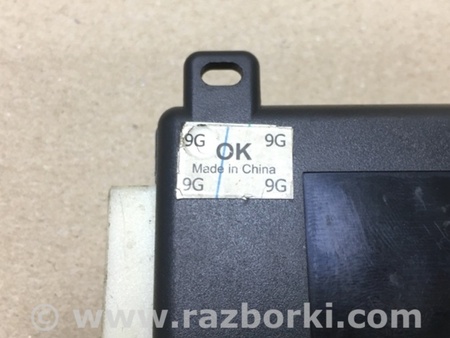 9G 9G
OK
Made in China
9G 9G
© www.razborki.com